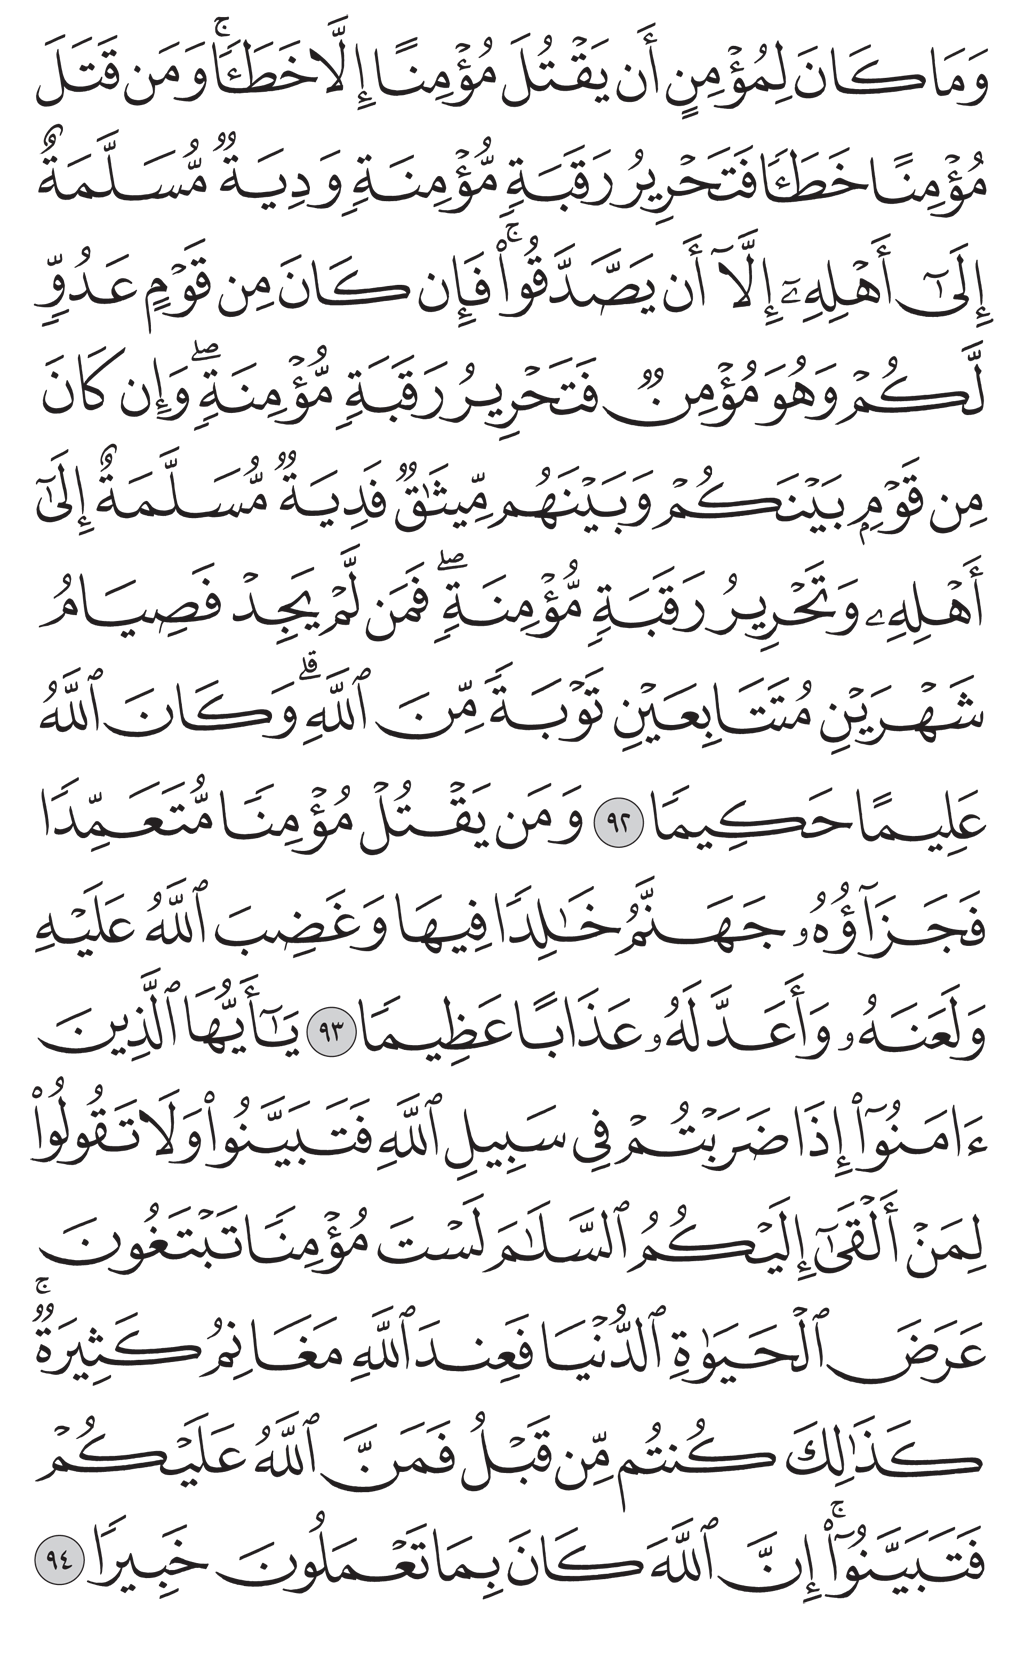 وَمَا كَانَ لِمُؤْمِنٍ أَن يَقْتُلَ مُؤْمِنًا إِلَّا خَطَـًٔا ۚ وَمَن قَتَلَ
مُؤْمِنًا خَطَـًٔا فَتَحْرِيرُ رَقَبَةٍ مُّؤْمِنَةٍ وَدِيَةٌ مُّسَلَّمَةٌ
إِلَىٰٓ أَهْلِهِۦٓ إِلَّآ أَن يَصَّدَّقُوا۟ ۚ فَإِن كَانَ مِن قَوْمٍ عَدُوٍّ
لَّكُمْ وَهُوَ مُؤْمِنٌ فَتَحْرِيرُ رَقَبَةٍ مُّؤْمِنَةٍ ۖ وَإِن كَانَ
مِن قَوْمٍۭ بَيْنَكُمْ وَبَيْنَهُم مِّيثَـٰقٌ فَدِيَةٌ مُّسَلَّمَةٌ إِلَىٰٓ
أَهْلِهِۦ وَتَحْرِيرُ رَقَبَةٍ مُّؤْمِنَةٍ ۖ فَمَن لَّمْ يَجِدْ فَصِيَامُ
شَهْرَيْنِ مُتَتَابِعَيْنِ تَوْبَةً مِّنَ ٱللَّهِ ۗ وَكَانَ ٱللَّهُ
عَلِيمًا حَكِيمًا ٩٢ وَمَن يَقْتُلْ مُؤْمِنًا مُّتَعَمِّدًا
فَجَزَآؤُهُۥ جَهَنَّمُ خَـٰلِدًا فِيهَا وَغَضِبَ ٱللَّهُ عَلَيْهِ
وَلَعَنَهُۥ وَأَعَدَّ لَهُۥ عَذَابًا عَظِيمًا ٩٣ يَـٰٓأَيُّهَا ٱلَّذِينَ
ءَامَنُوٓا۟ إِذَا ضَرَبْتُمْ فِى سَبِيلِ ٱللَّهِ فَتَبَيَّنُوا۟ وَلَا تَقُولُوا۟
لِمَنْ أَلْقَىٰٓ إِلَيْكُمُ ٱلسَّلَـٰمَ لَسْتَ مُؤْمِنًا تَبْتَغُونَ
عَرَضَ ٱلْحَيَوٰةِ ٱلدُّنْيَا فَعِندَ ٱللَّهِ مَغَانِمُ كَثِيرَةٌ ۚ
كَذَٰلِكَ كُنتُم مِّن قَبْلُ فَمَنَّ ٱللَّهُ عَلَيْكُمْ
فَتَبَيَّنُوٓا۟ ۚ إِنَّ ٱللَّهَ كَانَ بِمَا تَعْمَلُونَ خَبِيرًا ٩٤